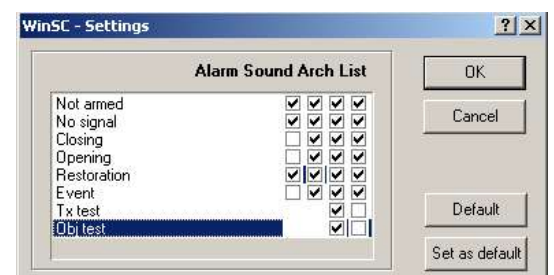 WinSC - Settings
Alarm Sound Arch List
OK
Not armed
No signal
Cancel
Closing
Opening
Restoration
Event
Tx test
Default
Obj test
Set as default